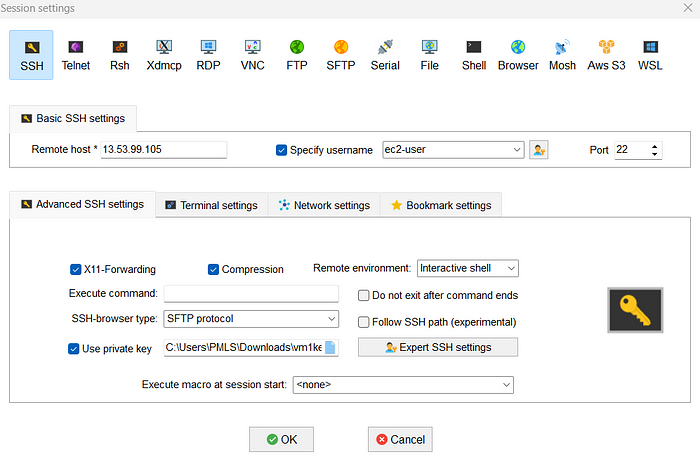 Session settings
SSH Telnet Rsh Xdmcp RDP VNC FTP SFTP Serial File Shell Browser Mosh Aws S3 WSL
Basic SSH settings
Remote host * 13.53.99.105 Specify username ec2-user Port 22
Advanced SSH settings Terminal settings Network settings Bookmark settings
X11-Forwarding Compression Remote environment: Interactive shell
Execute command: Do not exit after command ends
SSH-browser type: SFTP protocol Follow SSH path (experimental)
Use private key C:\Users\PMLS\Downloads\vm1ke Expert SSH settings
Execute macro at session start: <none>
OK Cancel